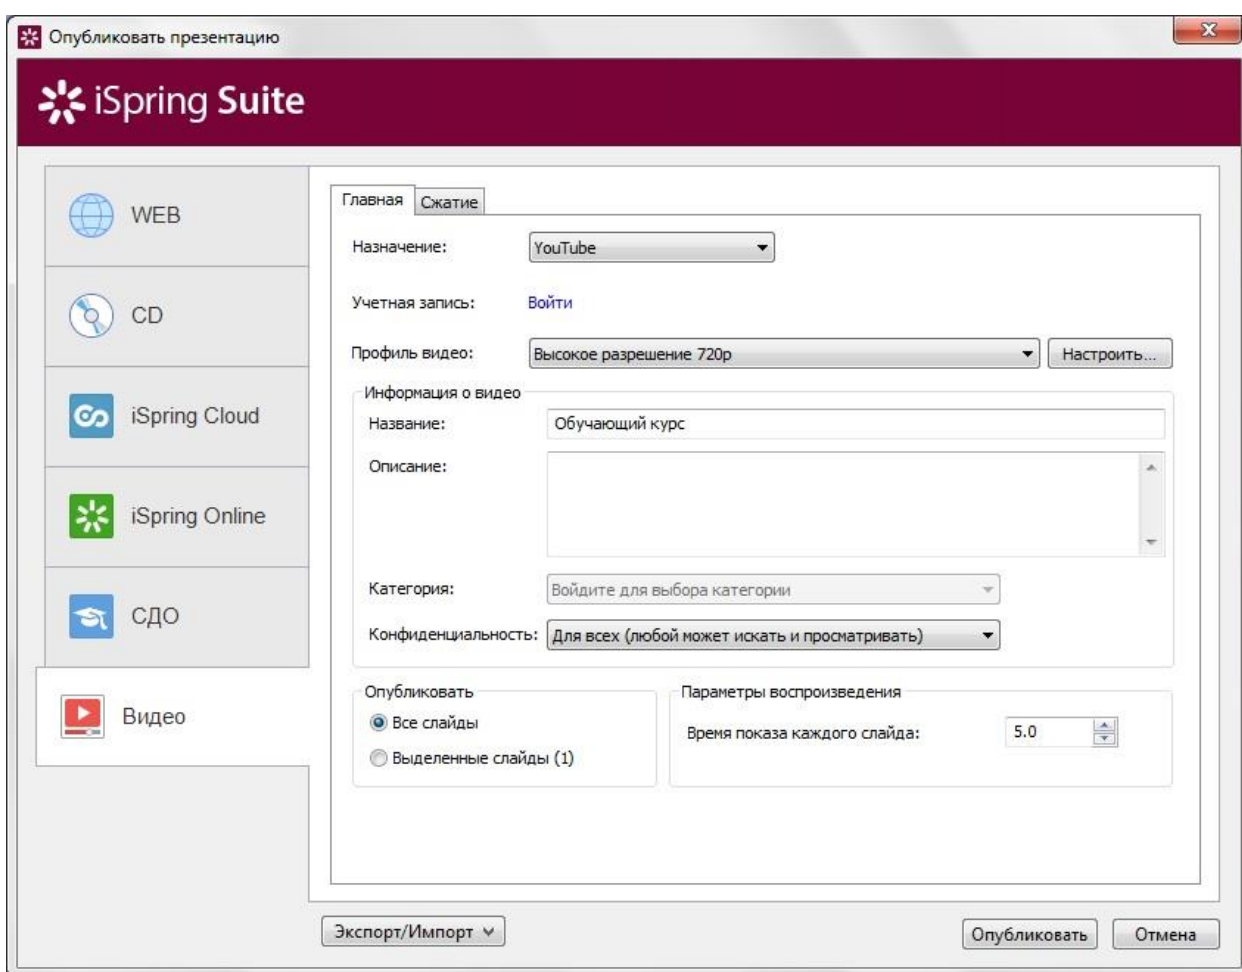 Опубликовать презентацию
iSpring Suite
WEB
CD
iSpring Cloud
iSpring Online
СДО
Видео
Главная Сжатие
Назначение: YouTube
Учетная запись: Войти
Профиль видео: Высокое разрешение 720p Настроить...
Информация о видео
Название: Обучающий курс
Описание:
Категория: Войдите для выбора категории
Конфиденциальность: Для всех (любой может искать и просматривать)
Опубликовать
Все слайды
Выделенные слайды (1)
Параметры воспроизведения
Время показа каждого слайда: 5.0
Экспорт/Импорт Опубликовать Отмена